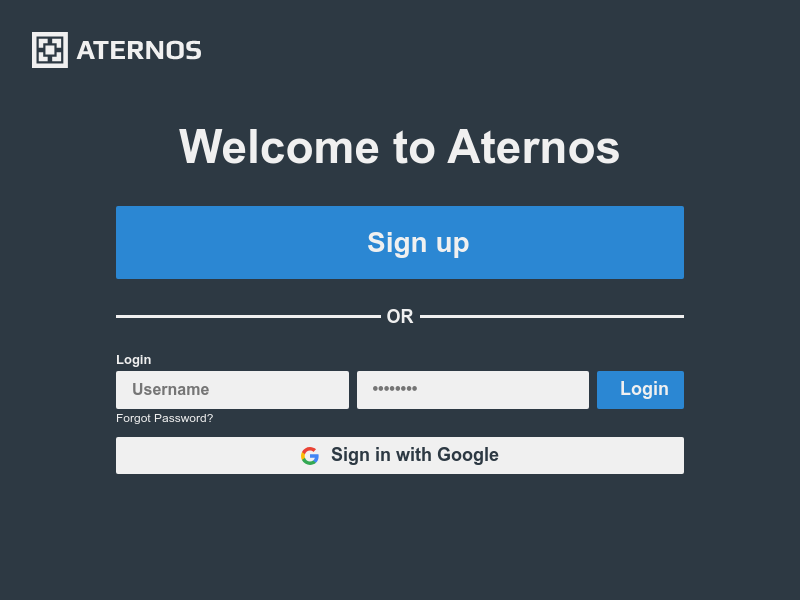 ATERNOS
Welcome to Aternos
Sign up
OR
Login
Username
••••••••
Login
Forgot Password?
Sign in with Google